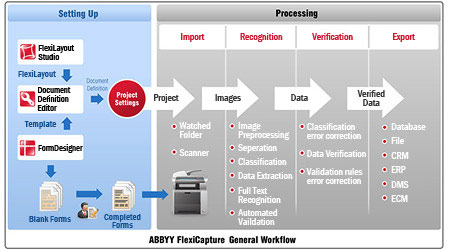 Setting Up
Processing
FlexiLayout
Studio
FlexiLayout
Document
Definition
Editor
Template
FormDesigner
Blank Forms
Completed
Forms
Document
Definition
Project
Settings
Import
Recognition
Verification
Export
Project
Images
Data
Verified
Data
Watched
Folder
Scanner
Image
Preprocessing
Seperation
Classification
Data Extraction
Full Text
Recognition
Automated
Vaildation
Classification
error correction
Data Verification
Validation rules
error correction
Database
File
CRM
ERP
DMS
ECM
ABBYY FlexiCapture General Workflow